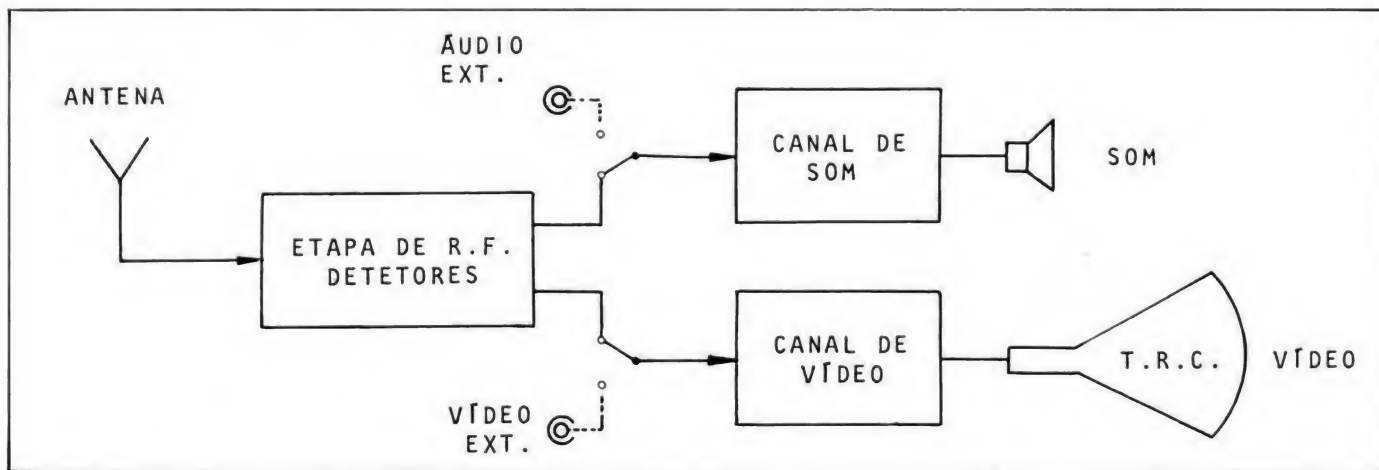 ÁUDIO
EXT.
ANTENA
CANAL DE
SOM
SOM
ETAPA DE R.F.
DETETORES
CANAL DE
VÍDEO
T.R.C.
VÍDEO
VÍDEO
EXT.